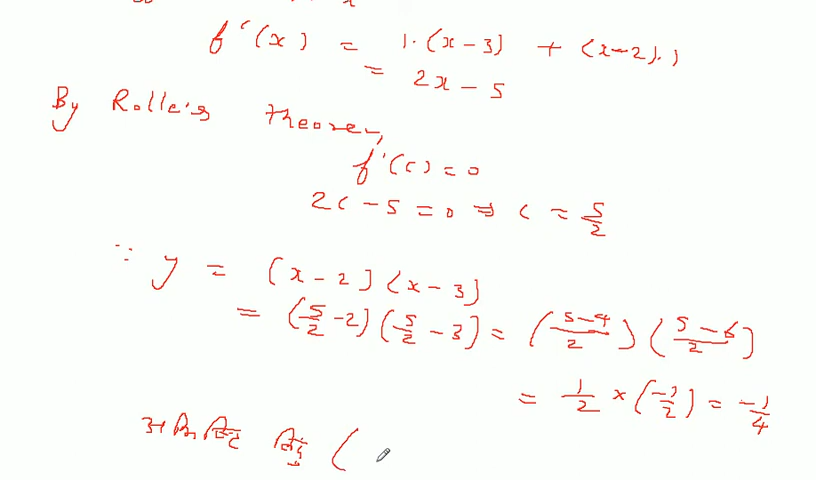 f'(x) = 1.(x-3) + (x-2).1
= 2x - 5
By Rolle's theorem,
f'(c) = 0
2c - 5 = 0 ⇒ c = 5/2
∵ y = (x-2)(x-3)
= (5/2 - 2)(5/2 - 3) = (5-4/2)(5-6/2)
= 1/2 × (-1/2) = -1/4
(